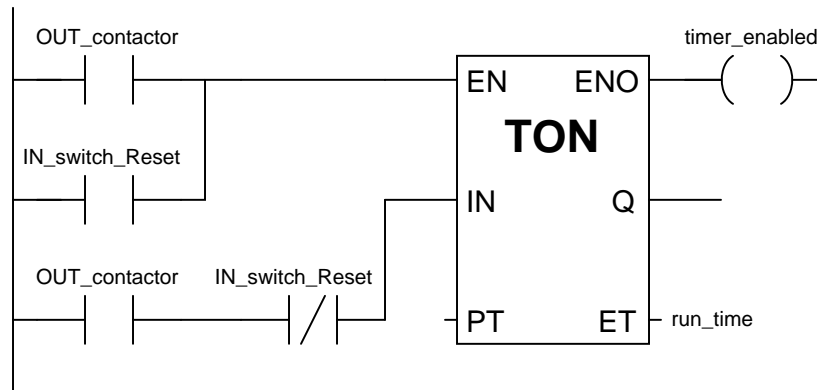 OUT_contactor
timer_enabled
EN
ENO
TON
IN_switch_Reset
IN
Q
OUT_contactor
IN_switch_Reset
PT
ET
run_time